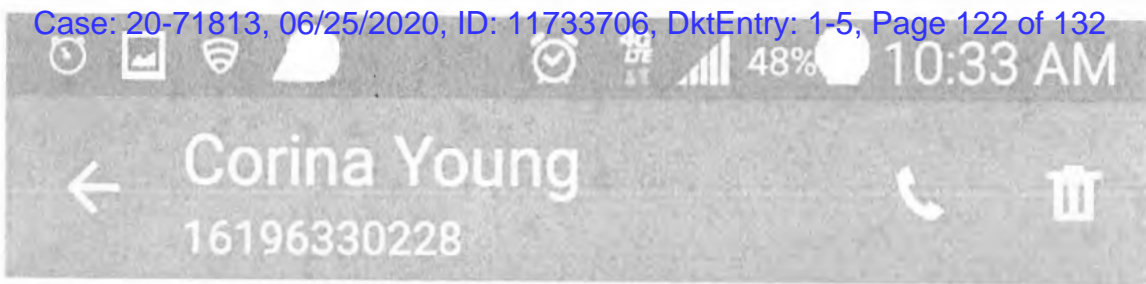 Case: 20-71813, 06/25/2020, ID: 11733706, DktEntry: 1-5, Page 122 of 132
48% 10:33 AM
Corina Young
16196330228